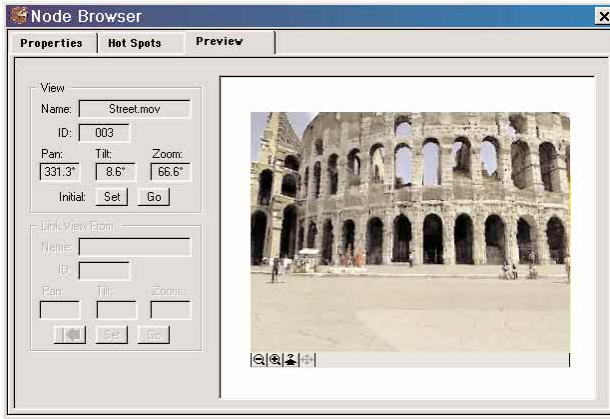 Node Browser
Properties Hot Spots Preview
View
Name: Street.mov
ID: 003
Pan: Tilt: Zoom:
331.3° 8.6° 66.6°
Initial: Set Go
Link View From:
Name:
ID:
Pan: Tilt: Zoom:
Set Go